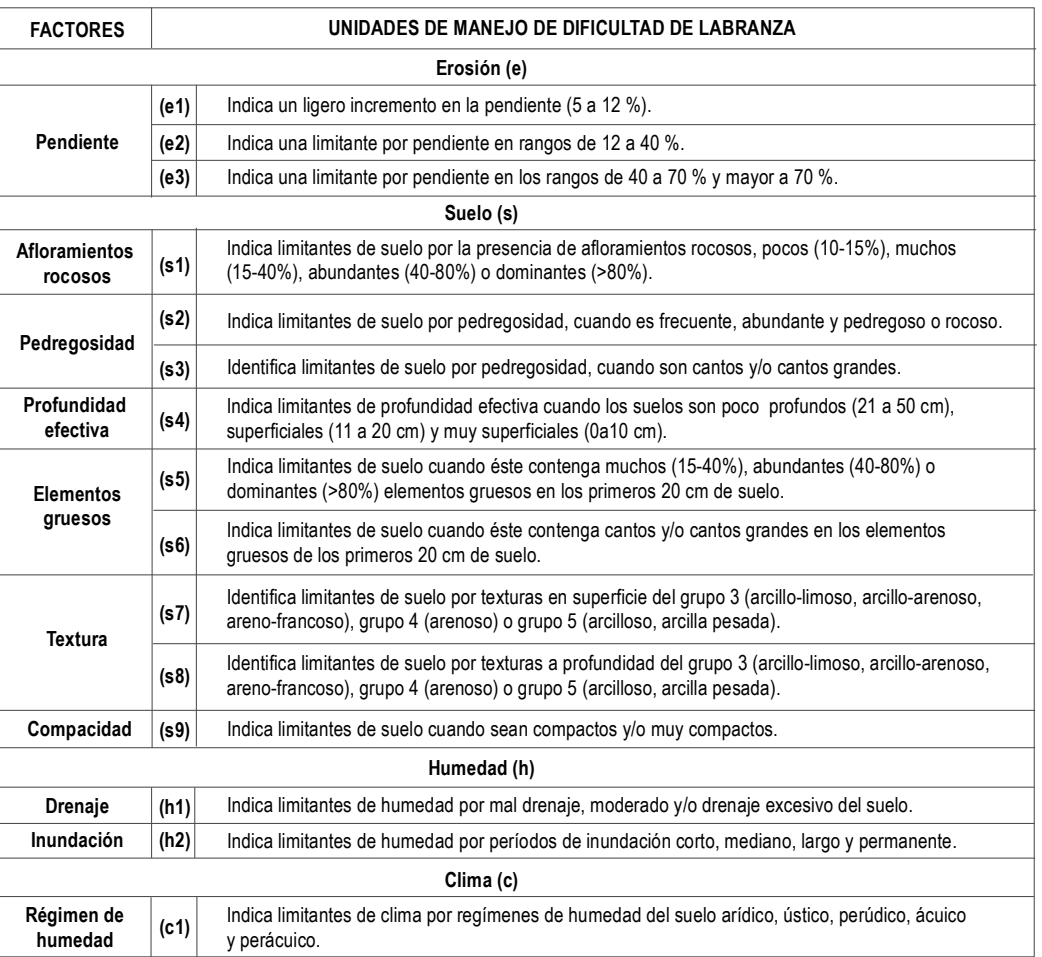 FACTORES
UNIDADES DE MANEJO DE DIFICULTAD DE LABRANZA
Erosión (e)
Pendiente
(e1)
Indica un ligero incremento en la pendiente (5 a 12 %).
(e2)
Indica una limitante por pendiente en rangos de 12 a 40 %.
(e3)
Indica una limitante por pendiente en los rangos de 40 a 70 % y mayor a 70 %.
Suelo (s)
Afloramientos
rocosos
(s1)
Indica limitantes de suelo por la presencia de afloramientos rocosos, pocos (10-15%), muchos
(15-40%), abundantes (40-80%) o dominantes (>80%).
Pedregosidad
(s2)
Indica limitantes de suelo por pedregosidad, cuando es frecuente, abundante y pedregoso o rocoso.
(s3)
Identifica limitantes de suelo por pedregosidad, cuando son cantos y/o cantos grandes.
Profundidad
efectiva
(s4)
Indica limitantes de profundidad efectiva cuando los suelos son poco profundos (21 a 50 cm),
superficiales (11 a 20 cm) y muy superficiales (0a10 cm).
Elementos
gruesos
(s5)
Indica limitantes de suelo cuando éste contenga muchos (15-40%), abundantes (40-80%) o
dominantes (>80%) elementos gruesos en los primeros 20 cm de suelo.
(s6)
Indica limitantes de suelo cuando éste contenga cantos y/o cantos grandes en los elementos
gruesos de los primeros 20 cm de suelo.
Textura
(s7)
Identifica limitantes de suelo por texturas en superficie del grupo 3 (arcillo-limoso, arcillo-arenoso,
areno-francoso), grupo 4 (arenoso) o grupo 5 (arcilloso, arcilla pesada).
(s8)
Identifica limitantes de suelo por texturas a profundidad del grupo 3 (arcillo-limoso, arcillo-arenoso,
areno-francoso), grupo 4 (arenoso) o grupo 5 (arcilloso, arcilla pesada).
Compacidad
(s9)
Indica limitantes de suelo cuando sean compactos y/o muy compactos.
Humedad (h)
Drenaje
(h1)
Indica limitantes de humedad por mal drenaje, moderado y/o drenaje excesivo del suelo.
Inundación
(h2)
Indica limitantes de humedad por períodos de inundación corto, mediano, largo y permanente.
Clima (c)
Régimen de
humedad
(c1)
Indica limitantes de clima por regímenes de humedad del suelo arídico, ústico, perúdico, ácuico
y perácuico.